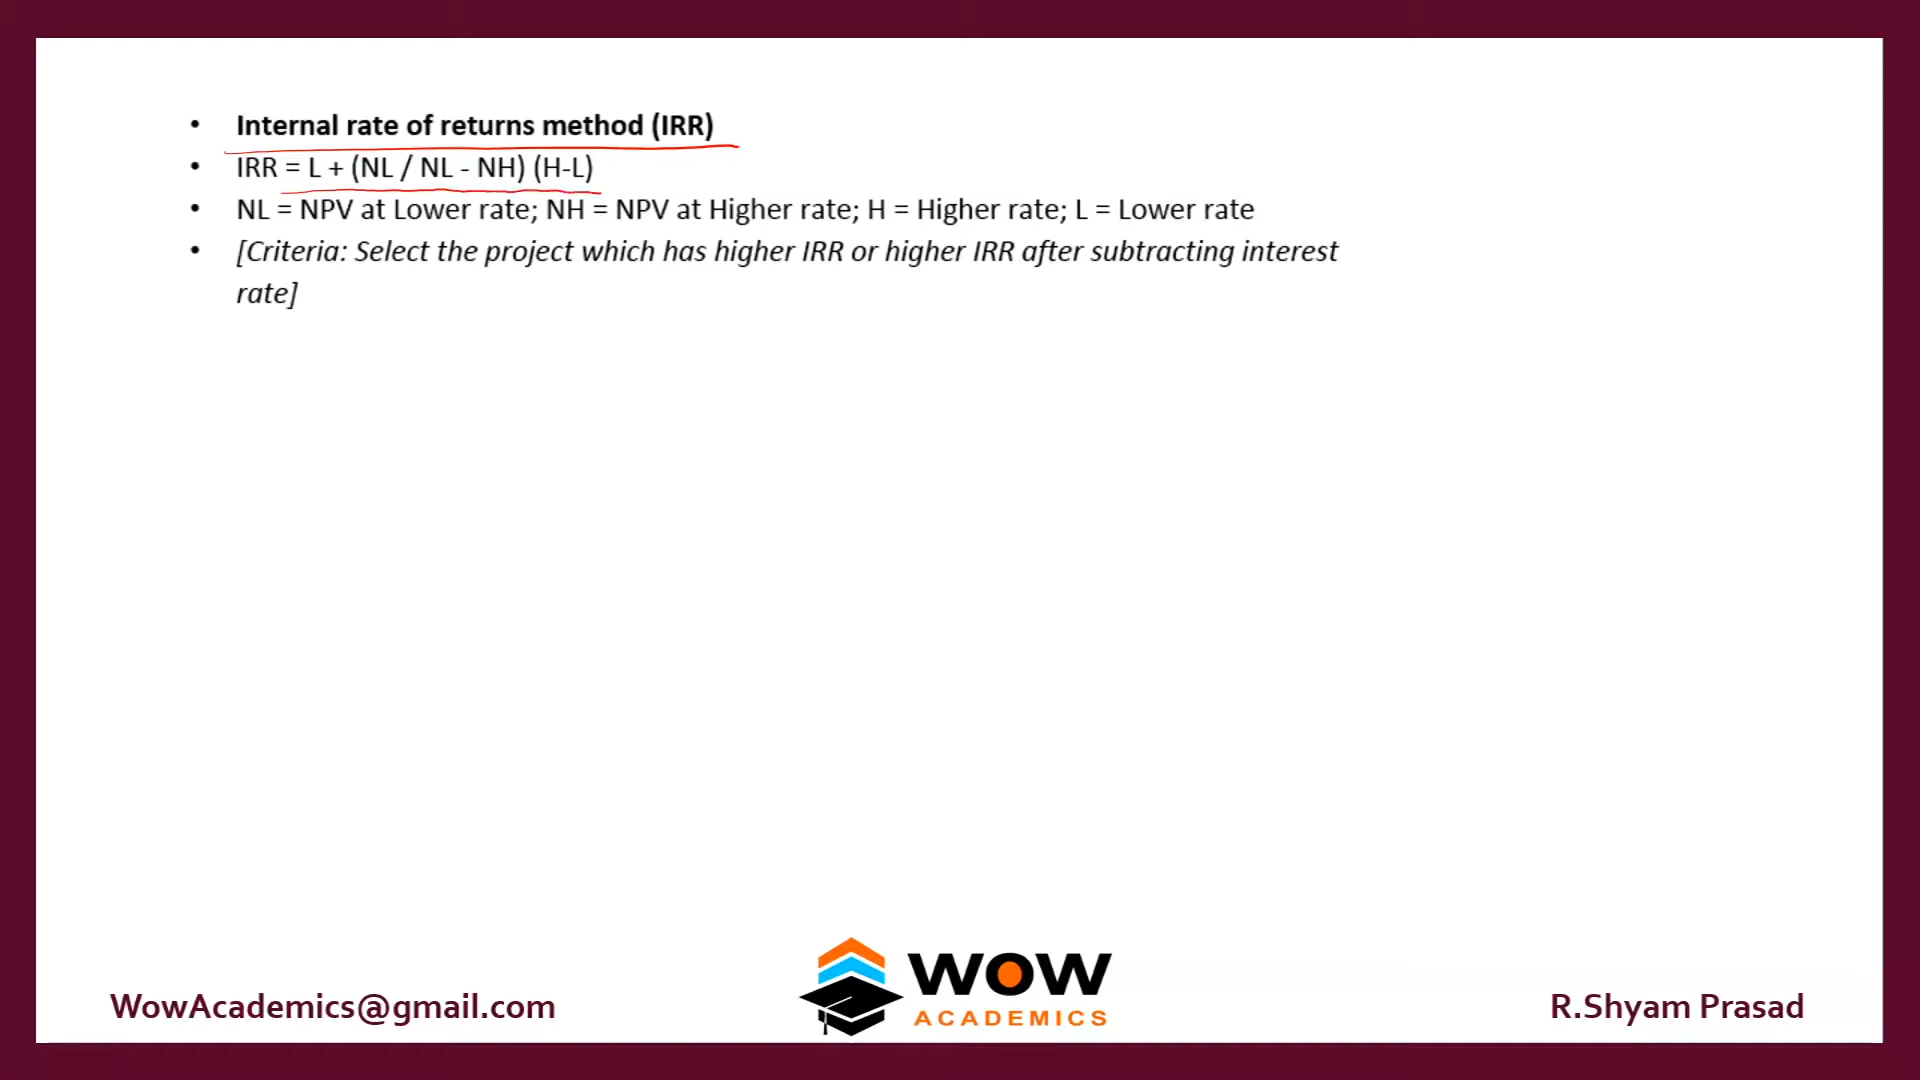 • Internal rate of returns method (IRR)
• IRR = L + (NL / NL - NH) (H-L)
• NL = NPV at Lower rate; NH = NPV at Higher rate; H = Higher rate; L = Lower rate
• [Criteria: Select the project which has higher IRR or higher IRR after subtracting interest
rate]
WowAcademics@gmail.com
WOW
ACADEMICS
R.Shyam Prasad